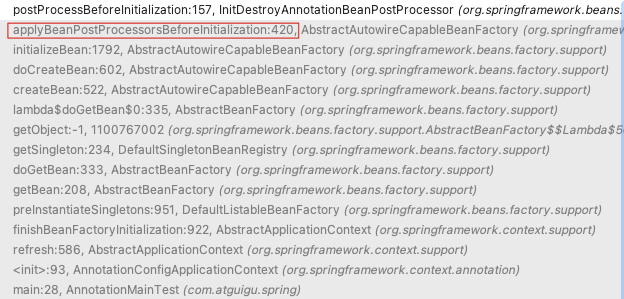 postProcessBeforeInitialization:157, InitDestroyAnnotationBeanPostProcessor (org.springframework.beans.
applyBeanPostProcessorsBeforeInitialization:420, AbstractAutowireCapableBeanFactory (org.springframew
initializeBean:1792, AbstractAutowireCapableBeanFactory (org.springframework.beans.factory.support)
doCreateBean:602, AbstractAutowireCapableBeanFactory (org.springframework.beans.factory.support)
createBean:522, AbstractAutowireCapableBeanFactory (org.springframework.beans.factory.support)
lambda$doGetBean$0:335, AbstractBeanFactory (org.springframework.beans.factory.support)
getObject:-1, 1100767002 (org.springframework.beans.factory.support.AbstractBeanFactory$$Lambda$5
getSingleton:234, DefaultSingletonBeanRegistry (org.springframework.beans.factory.support)
doGetBean:333, AbstractBeanFactory (org.springframework.beans.factory.support)
getBean:208, AbstractBeanFactory (org.springframework.beans.factory.support)
preInstantiateSingletons:951, DefaultListableBeanFactory (org.springframework.beans.factory.support)
finishBeanFactoryInitialization:922, AbstractApplicationContext (org.springframework.context.support)
refresh:586, AbstractApplicationContext (org.springframework.context.support)
<init>:93, AnnotationConfigApplicationContext (org.springframework.context.annotation)
main:28, AnnotationMainTest (com.atguigu.spring)